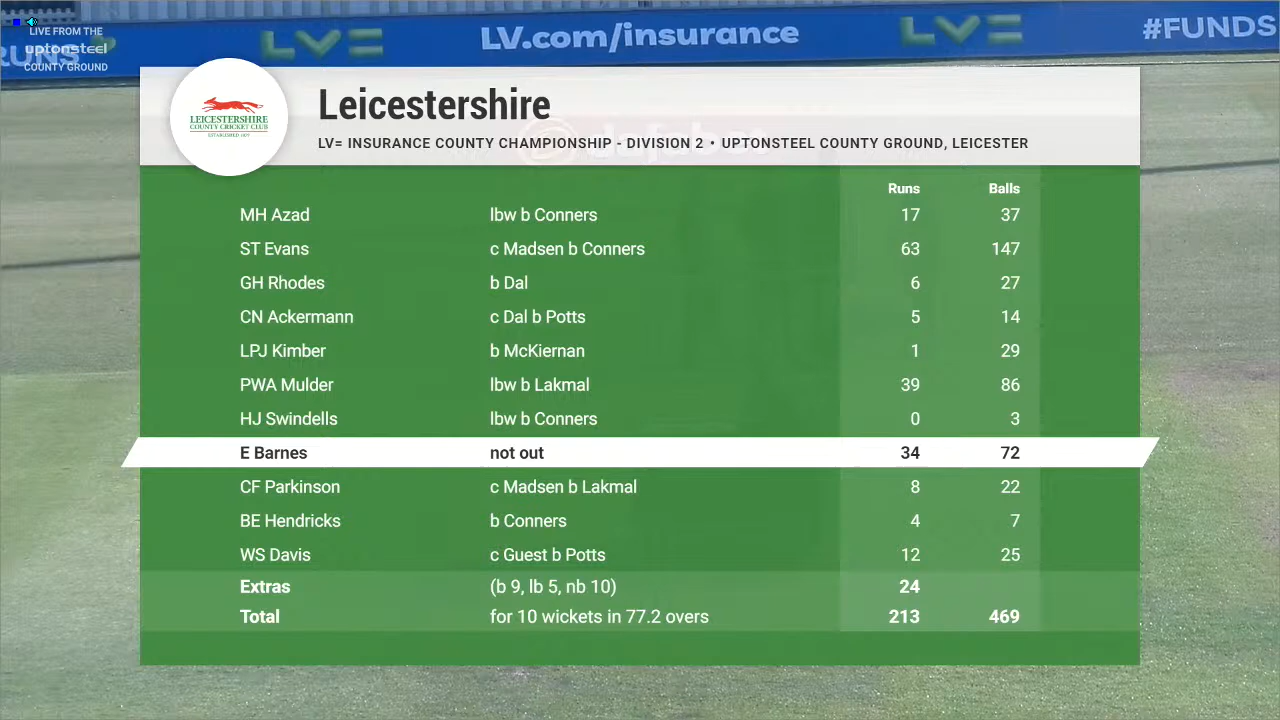 LIVE FROM THE
uptonsteel
COUNTY GROUND
RUNS
LVE
LV.com/insurance
LVE
#FUNDS
LEICESTERSHIRE
COUNTY CRICKET CLUB
ESTABLISHED 1879
Leicestershire
LV= INSURANCE COUNTY CHAMPIONSHIP - DIVISION 2 • UPTONSTEEL COUNTY GROUND, LEICESTER
Runs Balls
MH Azad lbw b Conners 17 37
ST Evans c Madsen b Conners 63 147
GH Rhodes b Dal 6 27
CN Ackermann c Dal b Potts 5 14
LPJ Kimber b McKiernan 1 29
PWA Mulder lbw b Lakmal 39 86
HJ Swindells lbw b Conners 0 3
E Barnes not out 34 72
CF Parkinson c Madsen b Lakmal 8 22
BE Hendricks b Conners 4 7
WS Davis c Guest b Potts 12 25
Extras (b 9, lb 5, nb 10) 24
Total for 10 wickets in 77.2 overs 213 469